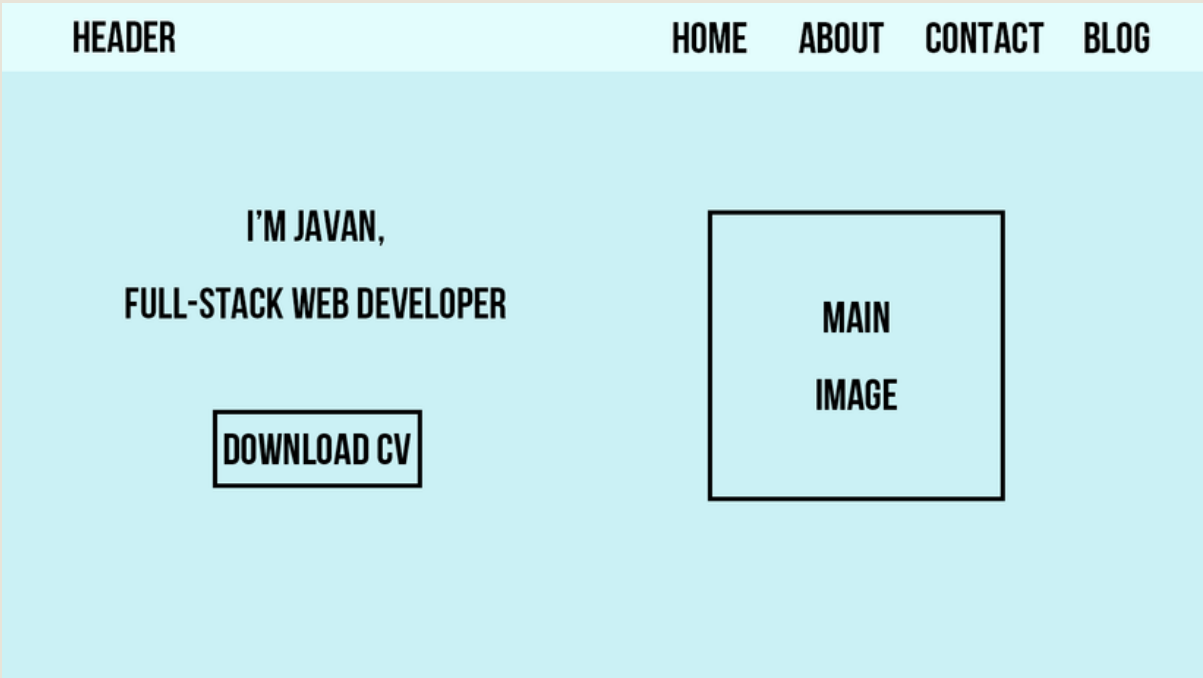 HEADER
HOME ABOUT CONTACT BLOG
I'M JAVAN,
FULL-STACK WEB DEVELOPER
DOWNLOAD CV
MAIN
IMAGE